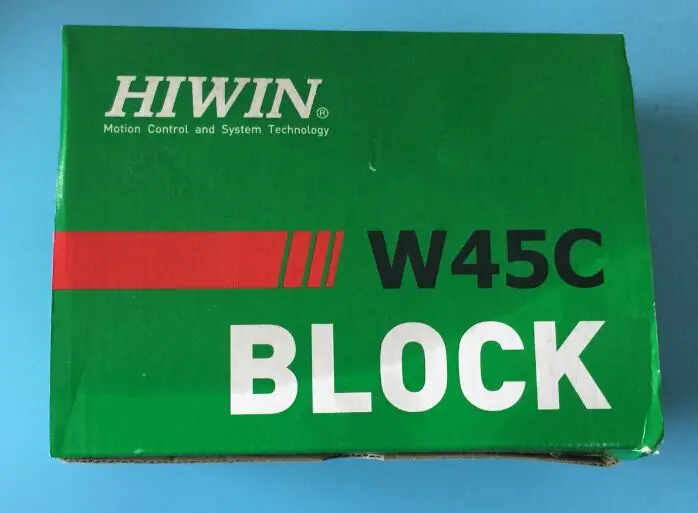 HIWIN®
Motion Control and System Technology
W45C
BLOCK